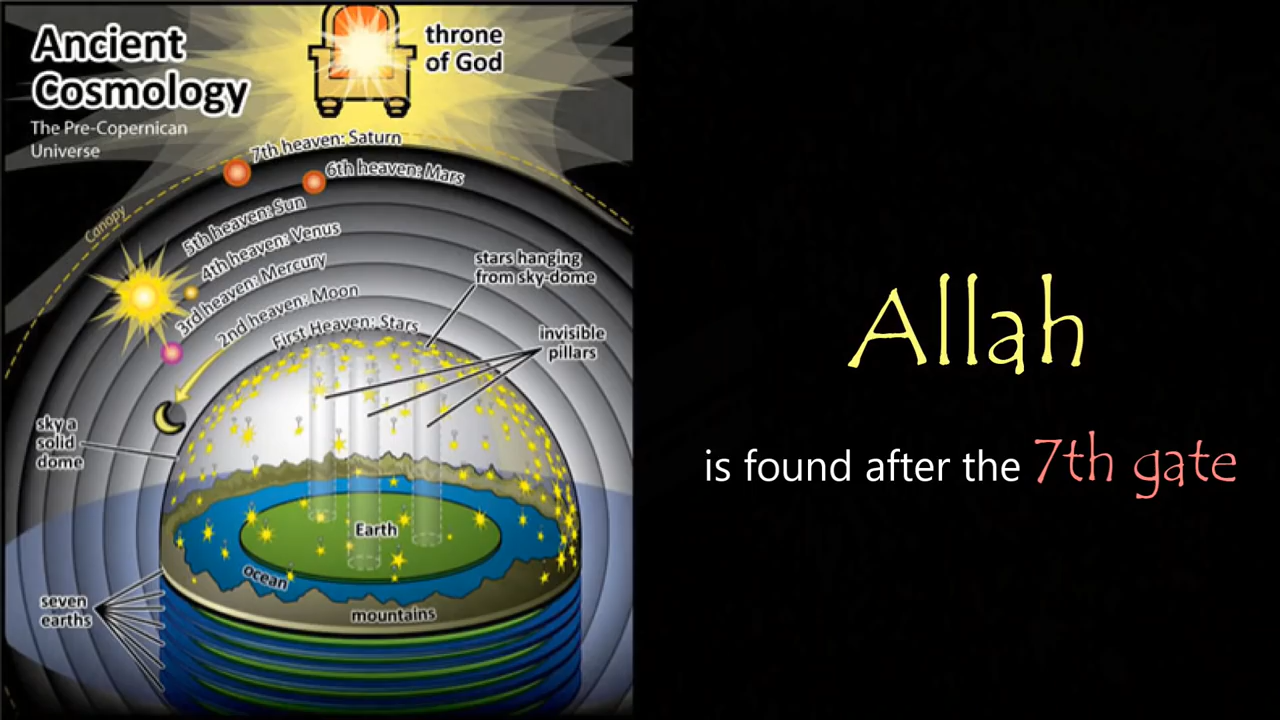 Ancient
Cosmology
The Pre-Copernican
Universe
throne
of God
Canopy
7th heaven: Saturn
6th heaven: Mars
5th heaven: Sun
4th heaven: Venus
3rd heaven: Mercury
2nd heaven: Moon
First Heaven: Stars
stars hanging
from sky-dome
invisible
pillars
sky a
solid
dome
Earth
ocean
mountains
seven
earths
Allah
is found after the 7th gate